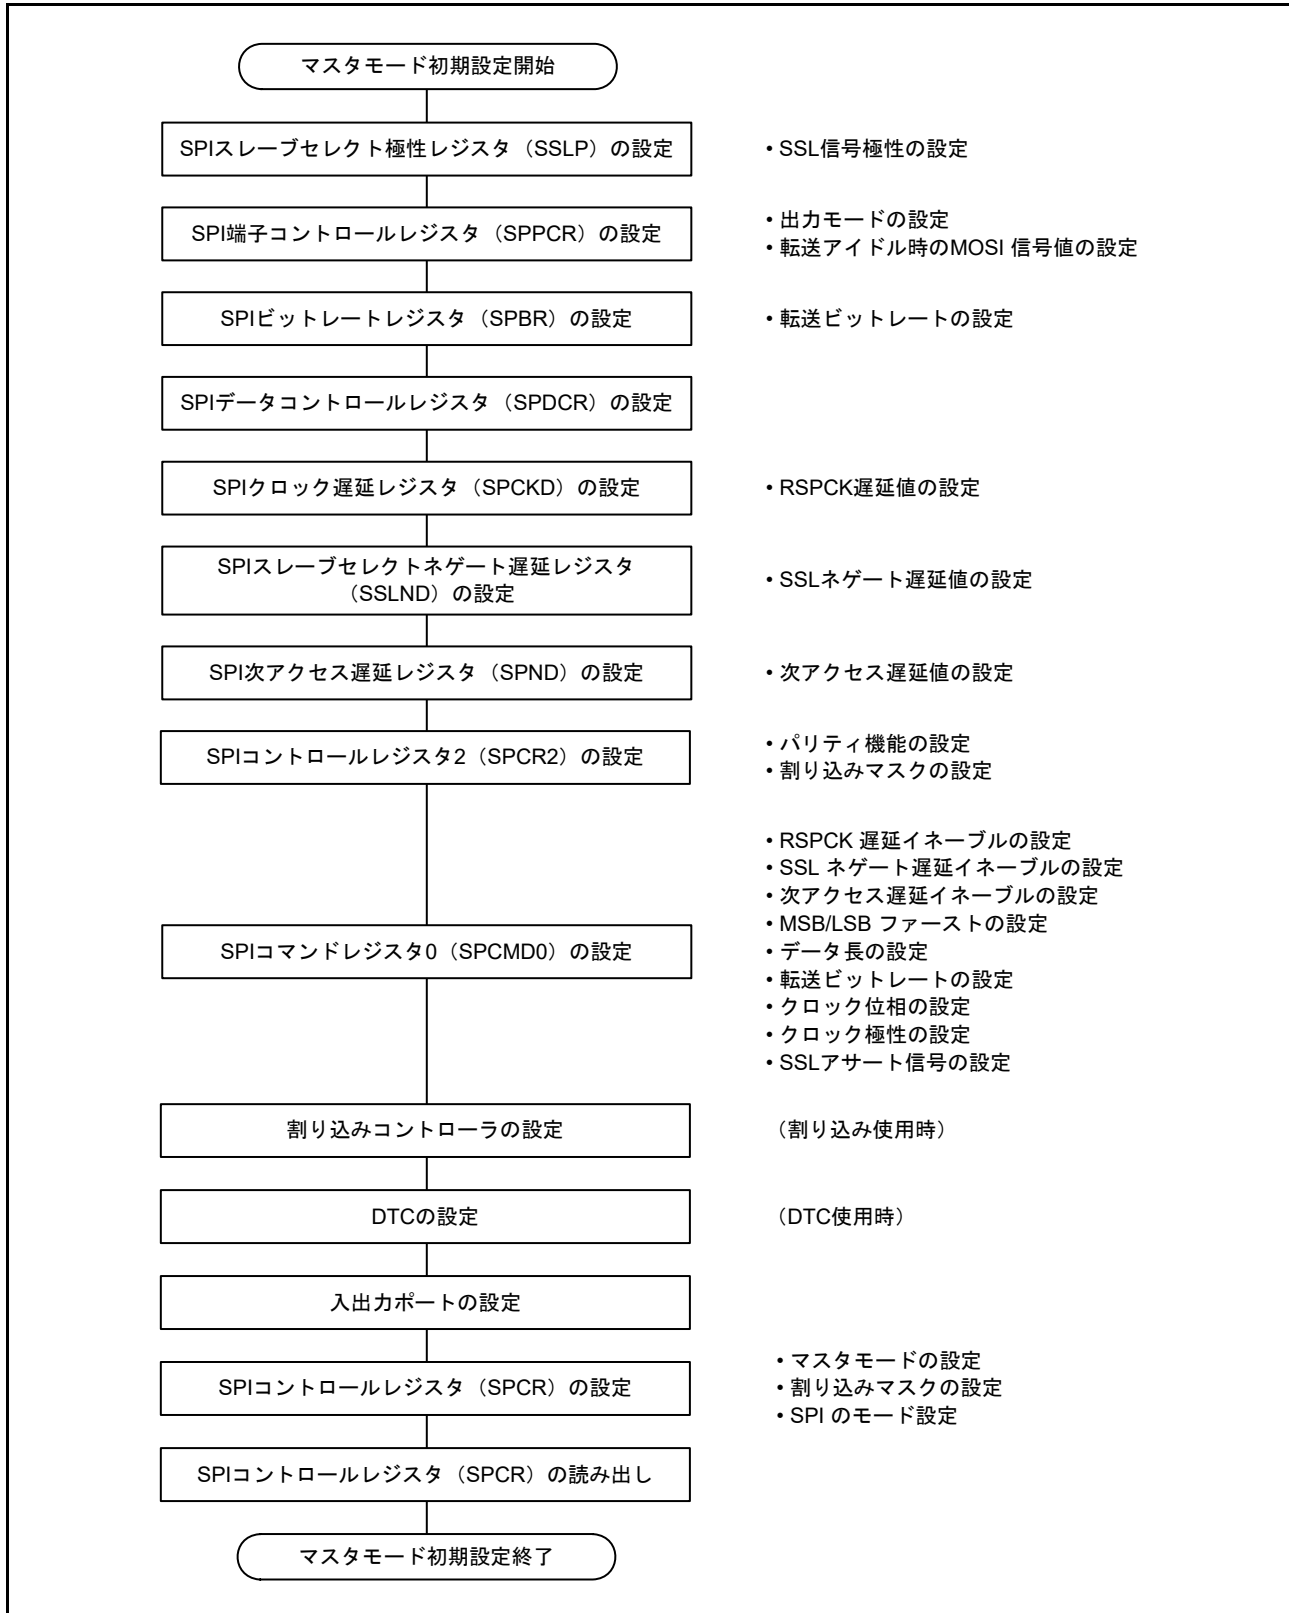 マスタモード初期設定開始
SPIスレーブセレクト極性レジスタ（SSLP）の設定
• SSL信号極性の設定
SPI端子コントロールレジスタ（SPPCR）の設定
• 出力モードの設定
• 転送アイドル時のMOSI 信号値の設定
SPIビットレートレジスタ（SPBR）の設定
• 転送ビットレートの設定
SPIデータコントロールレジスタ（SPDCR）の設定
SPIクロック遅延レジスタ（SPCKD）の設定
• RSPCK遅延値の設定
SPIスレーブセレクトネゲート遅延レジスタ
（SSLND）の設定
• SSLネゲート遅延値の設定
SPI次アクセス遅延レジスタ（SPND）の設定
• 次アクセス遅延値の設定
SPIコントロールレジスタ2（SPCR2）の設定
• パリティ機能の設定
• 割り込みマスクの設定
SPIコマンドレジスタ0（SPCMD0）の設定
• RSPCK 遅延イネーブルの設定
• SSL ネゲート遅延イネーブルの設定
• 次アクセス遅延イネーブルの設定
• MSB/LSB ファーストの設定
• データ長の設定
• 転送ビットレートの設定
• クロック位相の設定
• クロック極性の設定
• SSLアサート信号の設定
割り込みコントローラの設定
（割り込み使用時）
DTCの設定
（DTC使用時）
入出力ポートの設定
SPIコントロールレジスタ（SPCR）の設定
• マスタモードの設定
• 割り込みマスクの設定
• SPI のモード設定
SPIコントロールレジスタ（SPCR）の読み出し
マスタモード初期設定終了